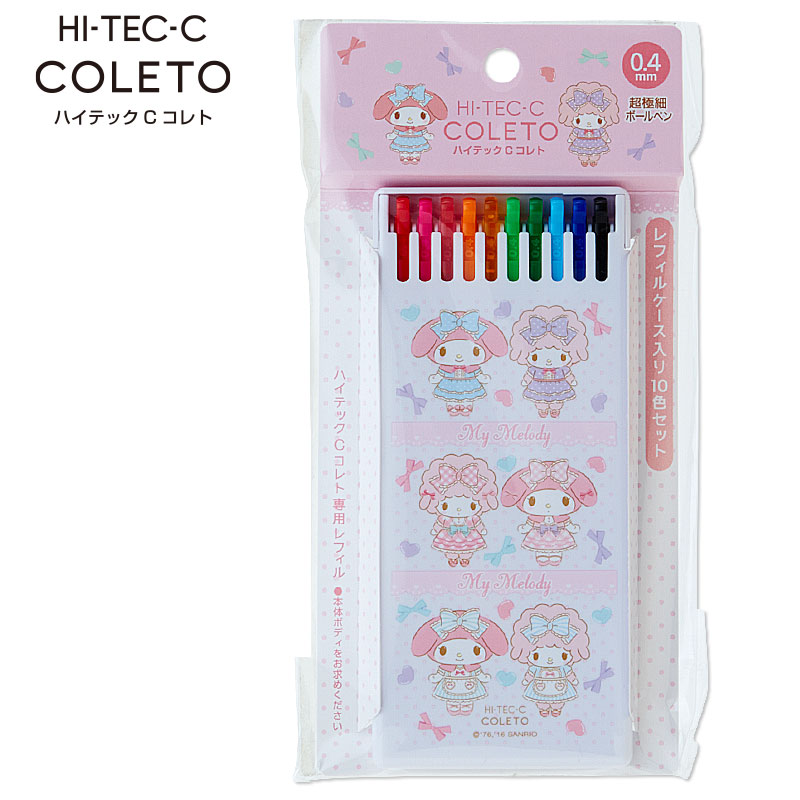 HI-TEC-C
COLETO
ハイテックC コレト
0.4
mm
超極細
ボールペン
HI-TEC-C
COLETO
ハイテックC コレト
レフィルケース入り10色セット
ハイテックCコレト専用レフィル ●本体ボディをお求めください
My Melody
My Melody
HI-TEC-C
COLETO
©'76,'16 SANRIO